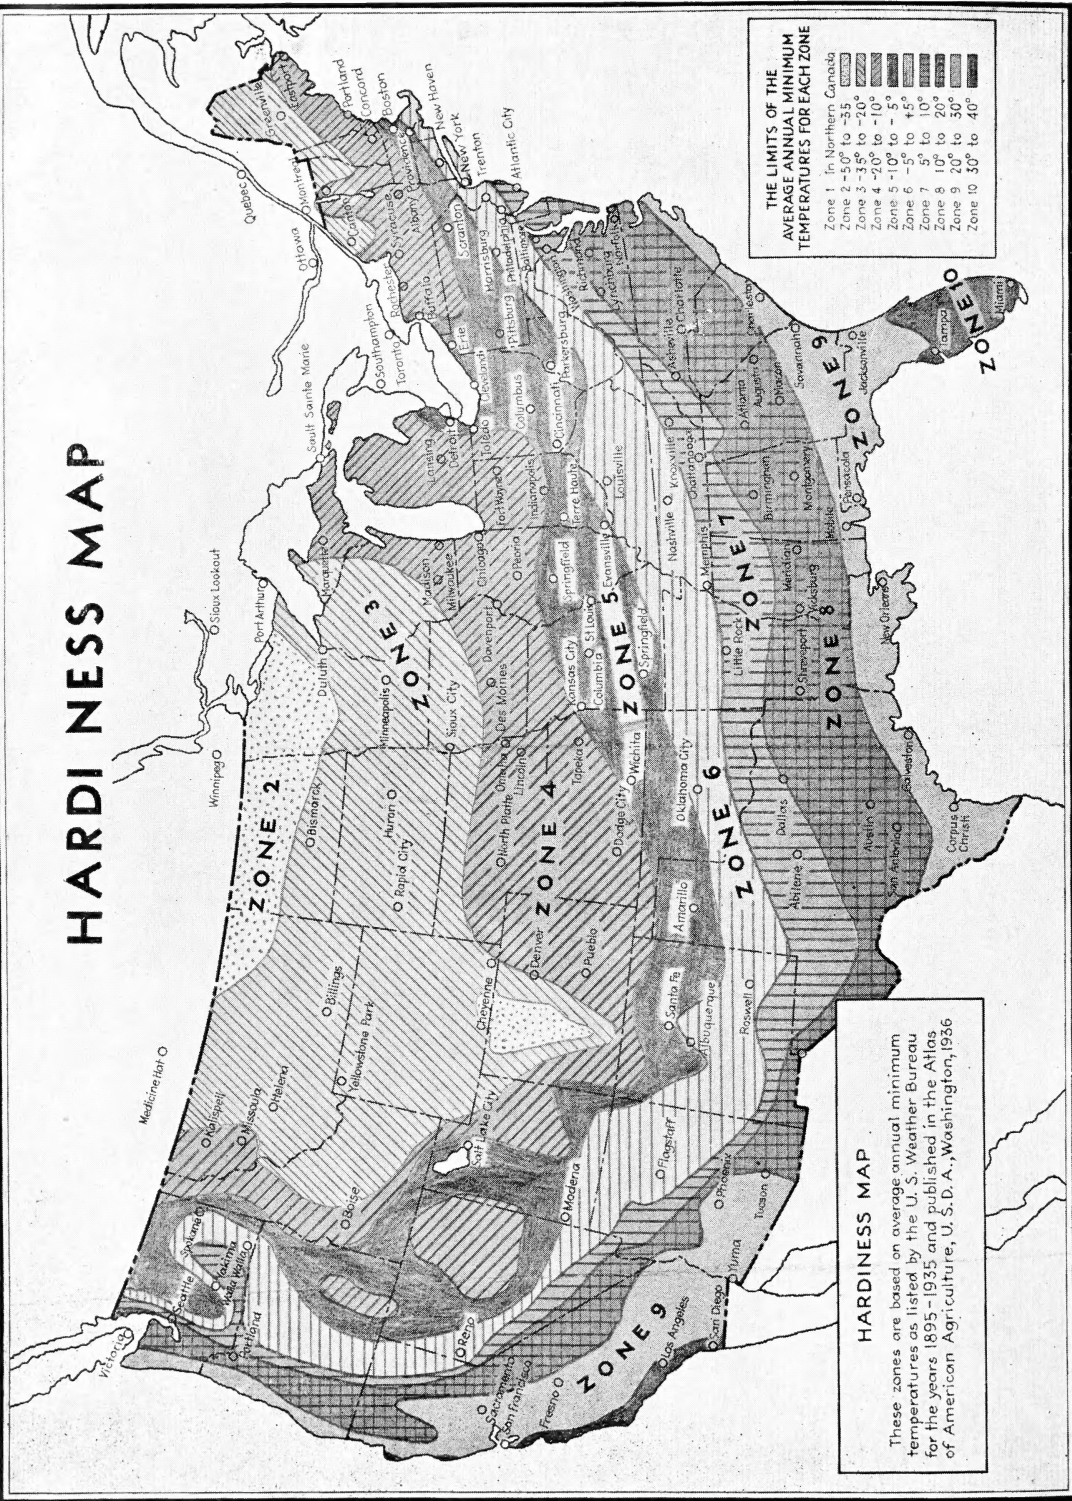 HARDINESS MAP
THE LIMITS OF THE
AVERAGE ANNUAL MINIMUM
TEMPERATURES FOR EACH ZONE
Zone 1 In Northern Canada
Zone 2 -50° to -35
Zone 3 -35° to -20°
Zone 4 -20° to -10°
Zone 5 -10° to -5°
Zone 6 -5° to +5°
Zone 7 5° to 10°
Zone 8 10° to 20°
Zone 9 20° to 30°
Zone 10 30° to 40°
HARDINESS MAP
These zones are based on average annual minimum
temperatures as listed by the U. S. Weather Bureau
for the years 1895-1935 and published in the Atlas
of American Agriculture, U. S. D. A., Washington, 1936
ZONE 2
ZONE 3
ZONE 4
ZONE 5
ZONE 6
ZONE 7
ZONE 8
ZONE 9
ZONE 9
ZONE 10
Victoria
Seattle
Spokane
Yakima
Walla Walla
Portland
Medicine Hat
Kalispell
Missoula
Helena
Boise
Billings
Yellowstone Park
Winnipeg
Bismarck
Rapid City
Huron
Sioux Lookout
Port Arthur
Duluth
Minneapolis
Sioux City
Marquette
Sault Sainte Marie
Southampton
Toronto
Ottawa
Quebec
Montreal
Canton
Greenville
Eastport
Portland
Concord
Boston
Providence
New Haven
New York
Albany
Syracuse
Rochester
Buffalo
Scranton
Trenton
Atlantic City
Harrisburg
Philadelphia
Baltimore
Washington
Erie
Cleveland
Pittsburg
Parkersburg
Richmond
Norfolk
Lynchburg
Lansing
Detroit
Toledo
Columbus
Cincinnati
Madison
Milwaukee
Chicago
Fort Wayne
Indianapolis
Terre Haute
Peoria
Springfield
Louisville
Evansville
Davenport
Des Moines
Omaha
Lincoln
North Platte
Kansas City
Columbia
St Louis
Springfield
Topeka
Wichita
Dodge City
Cheyenne
Denver
Pueblo
Salt Lake City
Reno
Modena
Sacramento
San Francisco
Fresno
Los Angeles
San Diego
Yuma
Phoenix
Tucson
Flagstaff
Santa Fe
Albuquerque
Roswell
Amarillo
Oklahoma City
Abilene
Dallas
Austin
San Antonio
Corpus
Christi
Galveston
Little Rock
Memphis
Nashville
Knoxville
Chattanooga
Asheville
Charlotte
Charleston
Atlanta
Augusta
Macon
Savannah
Birmingham
Montgomery
Meridian
Vicksburg
Shreveport
Mobile
Pensacola
New Orleans
Jacksonville
Tampa
Miami